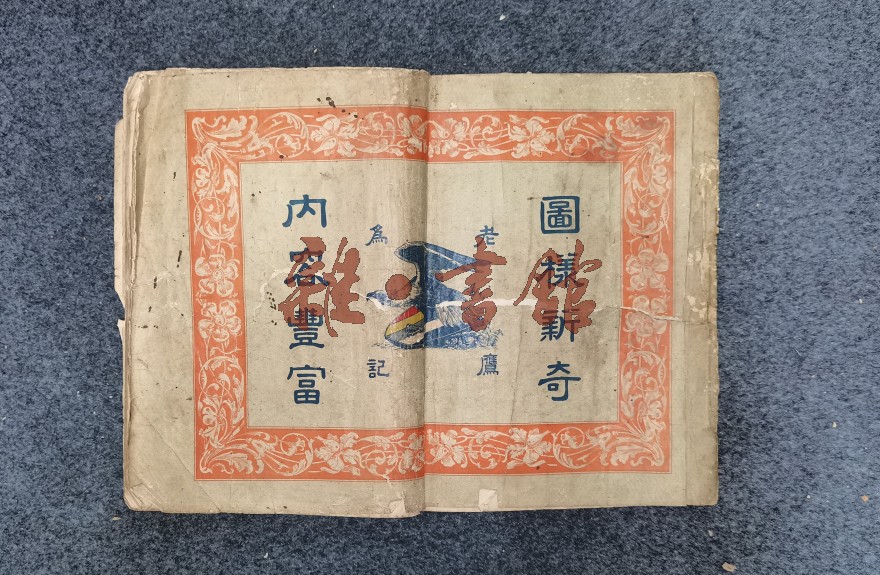 圖樣新奇
老鷹
為記
內容豐富
雜·書館